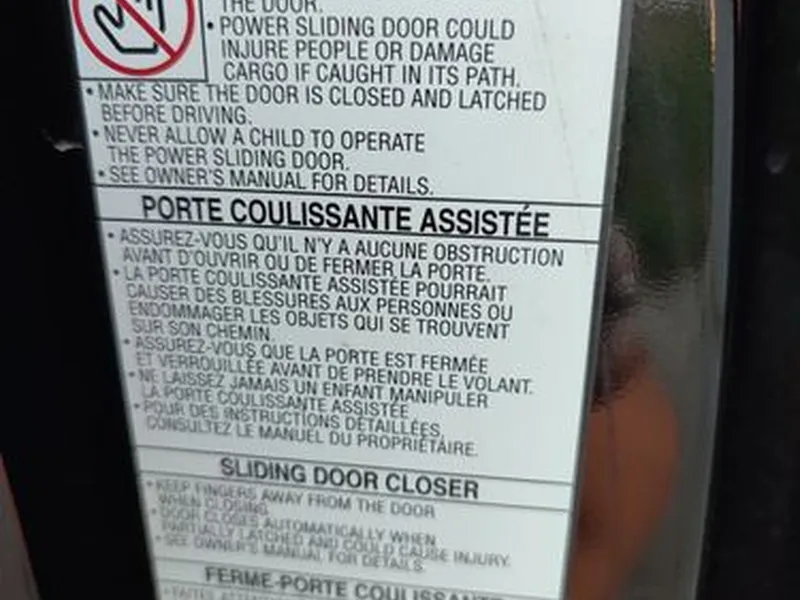 THE DOOR.
• POWER SLIDING DOOR COULD
INJURE PEOPLE OR DAMAGE
CARGO IF CAUGHT IN ITS PATH.
• MAKE SURE THE DOOR IS CLOSED AND LATCHED
BEFORE DRIVING.
• NEVER ALLOW A CHILD TO OPERATE
THE POWER SLIDING DOOR.
• SEE OWNER'S MANUAL FOR DETAILS.
PORTE COULISSANTE ASSISTÉE
• ASSUREZ-VOUS QU'IL N'Y A AUCUNE OBSTRUCTION
AVANT D'OUVRIR OU DE FERMER LA PORTE.
• LA PORTE COULISSANTE ASSISTÉE POURRAIT
CAUSER DES BLESSURES AUX PERSONNES OU
ENDOMMAGER LES OBJETS QUI SE TROUVENT
SUR SON CHEMIN.
• ASSUREZ-VOUS QUE LA PORTE EST FERMÉE
ET VERROUILLÉE AVANT DE PRENDRE LE VOLANT.
• NE LAISSEZ JAMAIS UN ENFANT MANIPULER
LA PORTE COULISSANTE ASSISTÉE.
• POUR DES INSTRUCTIONS DÉTAILLÉES,
CONSULTEZ LE MANUEL DU PROPRIÉTAIRE.
SLIDING DOOR CLOSER
• KEEP FINGERS AWAY FROM THE DOOR
WHEN CLOSING.
• DOOR CLOSES AUTOMATICALLY WHEN
PARTIALLY LATCHED AND COULD CAUSE INJURY.
• SEE OWNER'S MANUAL FOR DETAILS.
FERME-PORTE COULISSANTE